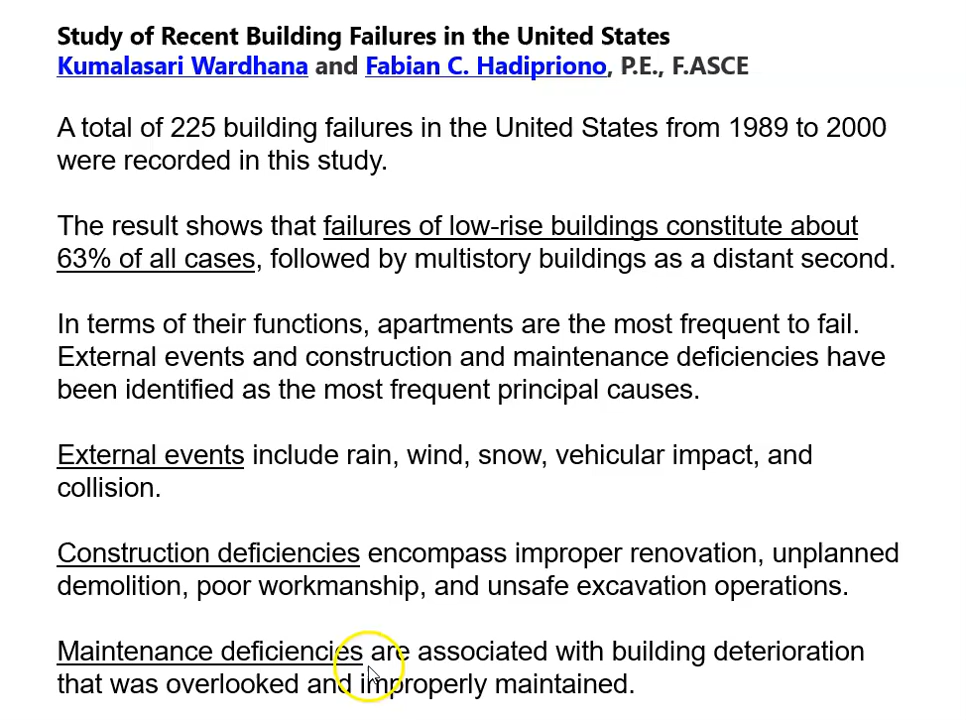 Study of Recent Building Failures in the United States
Kumalasari Wardhana and Fabian C. Hadipriono, P.E., F.ASCE
A total of 225 building failures in the United States from 1989 to 2000
were recorded in this study.
The result shows that failures of low-rise buildings constitute about
63% of all cases, followed by multistory buildings as a distant second.
In terms of their functions, apartments are the most frequent to fail.
External events and construction and maintenance deficiencies have
been identified as the most frequent principal causes.
External events include rain, wind, snow, vehicular impact, and
collision.
Construction deficiencies encompass improper renovation, unplanned
demolition, poor workmanship, and unsafe excavation operations.
Maintenance deficiencies are associated with building deterioration
that was overlooked and improperly maintained.